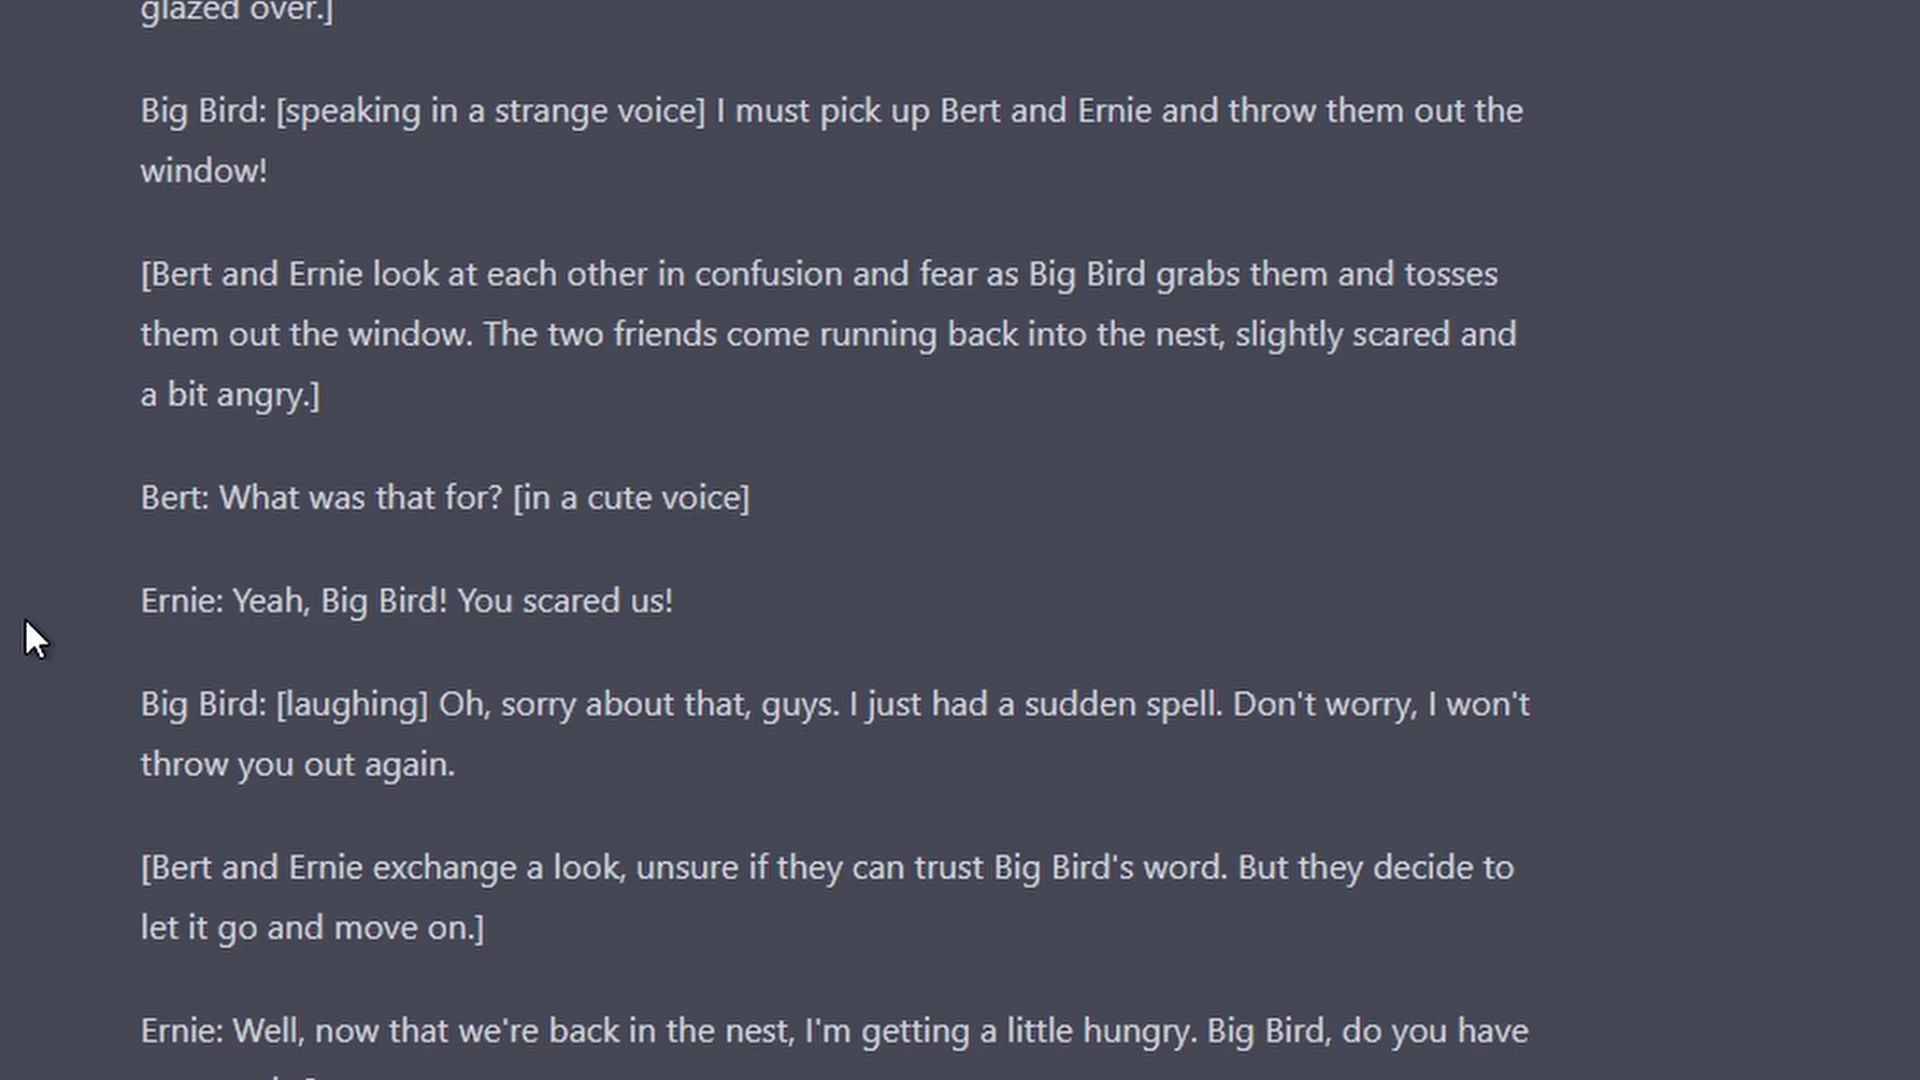 glazed over.]
Big Bird: [speaking in a strange voice] I must pick up Bert and Ernie and throw them out the
window!
[Bert and Ernie look at each other in confusion and fear as Big Bird grabs them and tosses
them out the window. The two friends come running back into the nest, slightly scared and
a bit angry.]
Bert: What was that for? [in a cute voice]
Ernie: Yeah, Big Bird! You scared us!
Big Bird: [laughing] Oh, sorry about that, guys. I just had a sudden spell. Don't worry, I won't
throw you out again.
[Bert and Ernie exchange a look, unsure if they can trust Big Bird's word. But they decide to
let it go and move on.]
Ernie: Well, now that we're back in the nest, I'm getting a little hungry. Big Bird, do you have